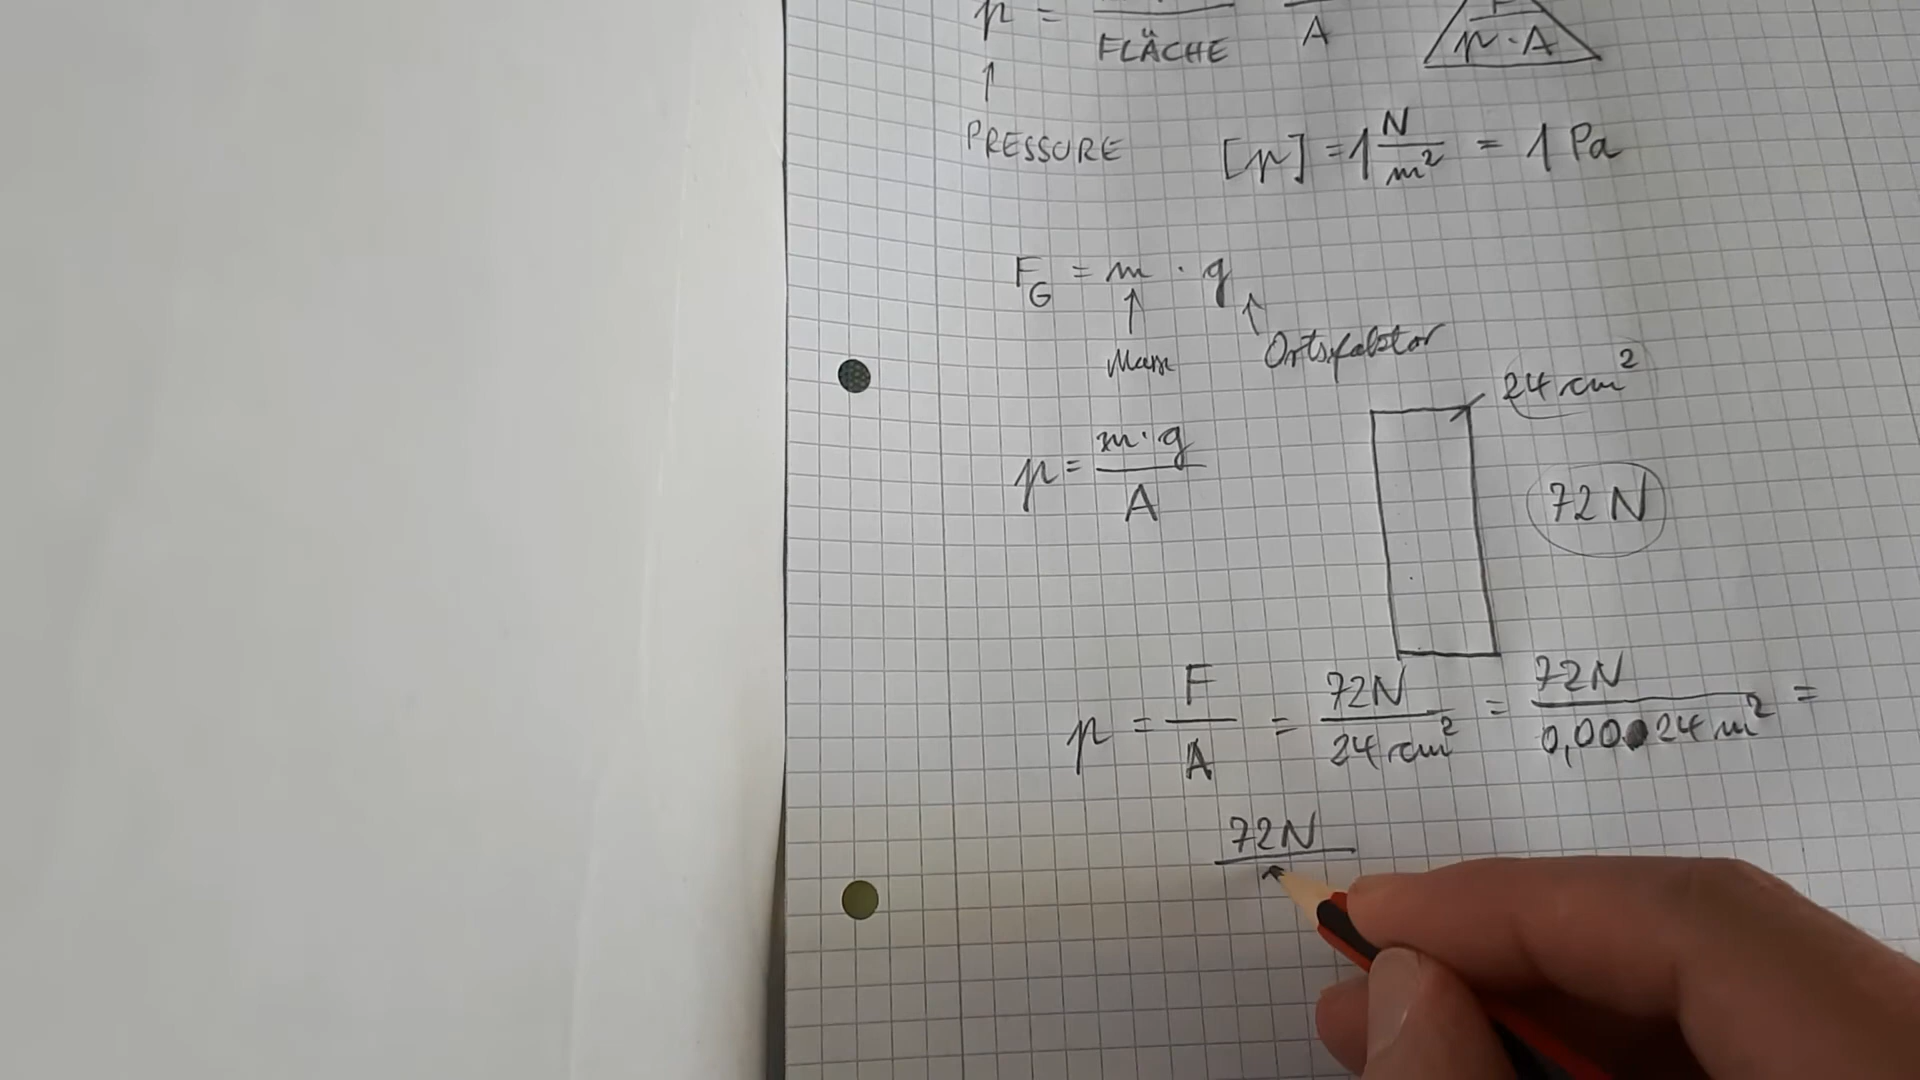 p = FLÄCHE A p · A
PRESSURE [p] = 1 N/m² = 1 Pa
F_G = m · g
Masse Ortsfaktor
24 cm²
p = m · g / A
72 N
p = F / A = 72N / 24 cm² = 72N / 0,0024 m² =
72N